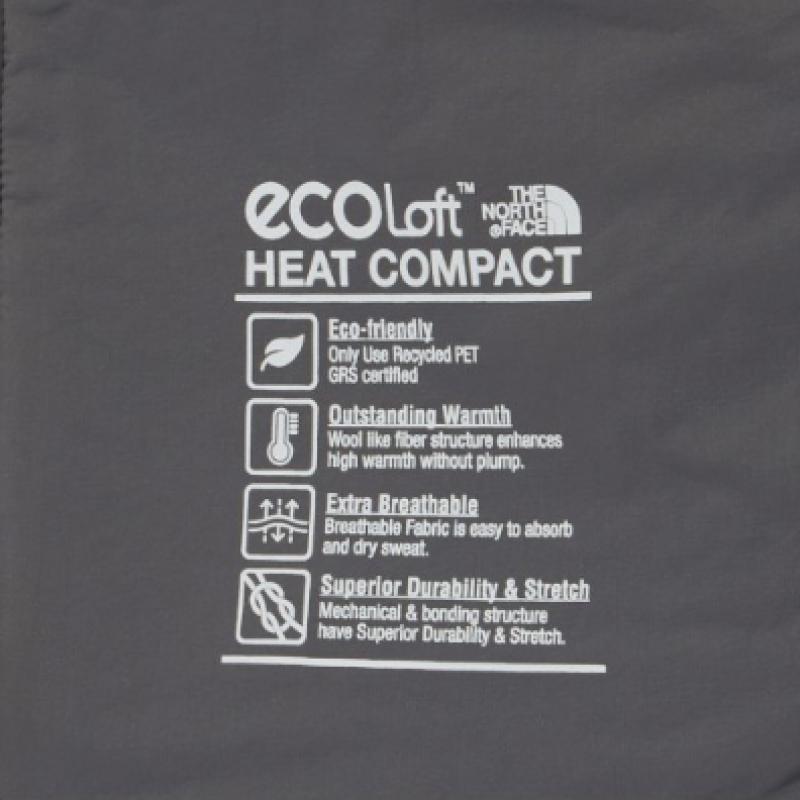 ecoLoft™ THE NORTH FACE
HEAT COMPACT
Eco-friendly
Only Use Recycled PET
GRS certified
Outstanding Warmth
Wool like fiber structure enhances
high warmth without plump.
Extra Breathable
Breathable Fabric is easy to absorb
and dry sweat.
Superior Durability & Stretch
Mechanical & bonding structure
have Superior Durability & Stretch.